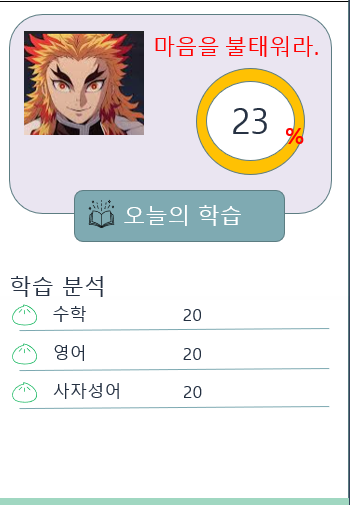 마음을 불태워라.
23 %
오늘의 학습
학습 분석
수학 20
영어 20
사자성어 20